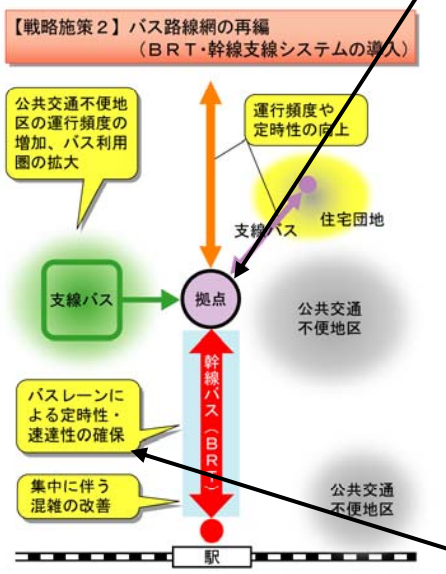 【戦略施策2】バス路線網の再編
（BRT・幹線支線システムの導入）
公共交通不便地
区の運行頻度の
増加、バス利用
圏の拡大
運行頻度や
定時性の向上
住宅団地
支線バス
支線バス
拠点
公共交通
不便地区
幹線バス（BRT）
バスレーンに
よる定時性・
速達性の確保
集中に伴う
混雑の改善
公共交通
不便地区
駅